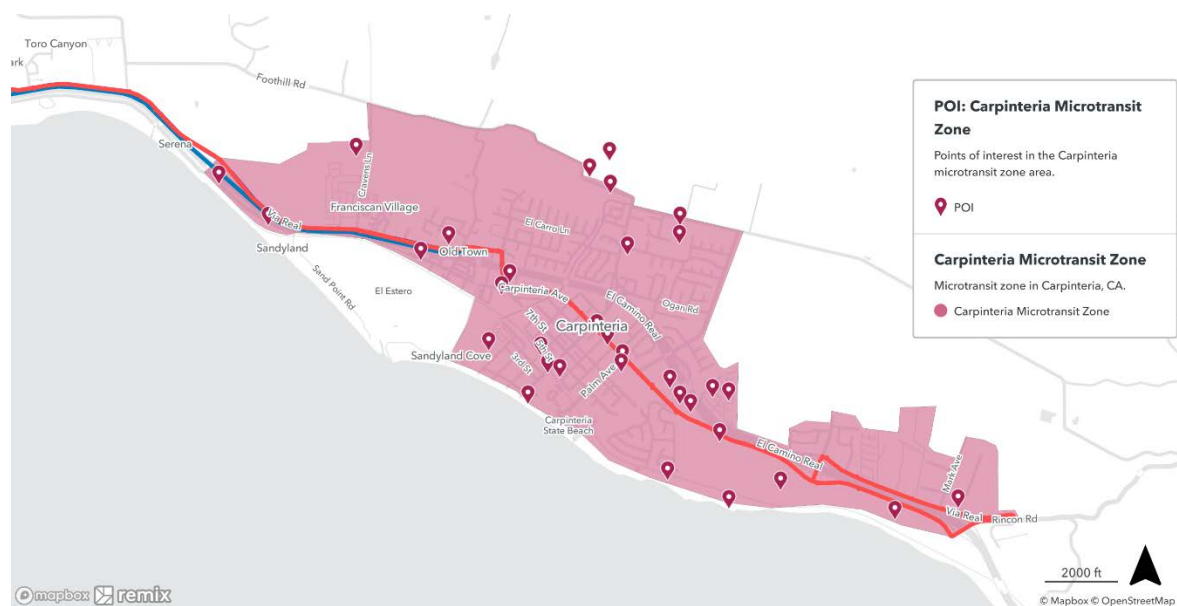 Toro Canyon
ark
Foothill Rd
Serena
Cravens Ln
Franciscan Village
Via Real
El Carro Ln
Sandyland
Old Town
Sand Point Rd
El Estero
Carpinteria Ave
El Camino Real
Ogan Rd
7th St
Carpinteria
5th St
Sandyland Cove
3rd St
Palm Ave
Carpinteria
State Beach
El Camino Real
Mark Ave
Via Real
Rincon Rd
POI: Carpinteria Microtransit
Zone
Points of interest in the Carpinteria
microtransit zone area.
POI
Carpinteria Microtransit Zone
Microtransit zone in Carpinteria, CA.
Carpinteria Microtransit Zone
2000 ft
mapbox remix
© Mapbox © OpenStreetMap